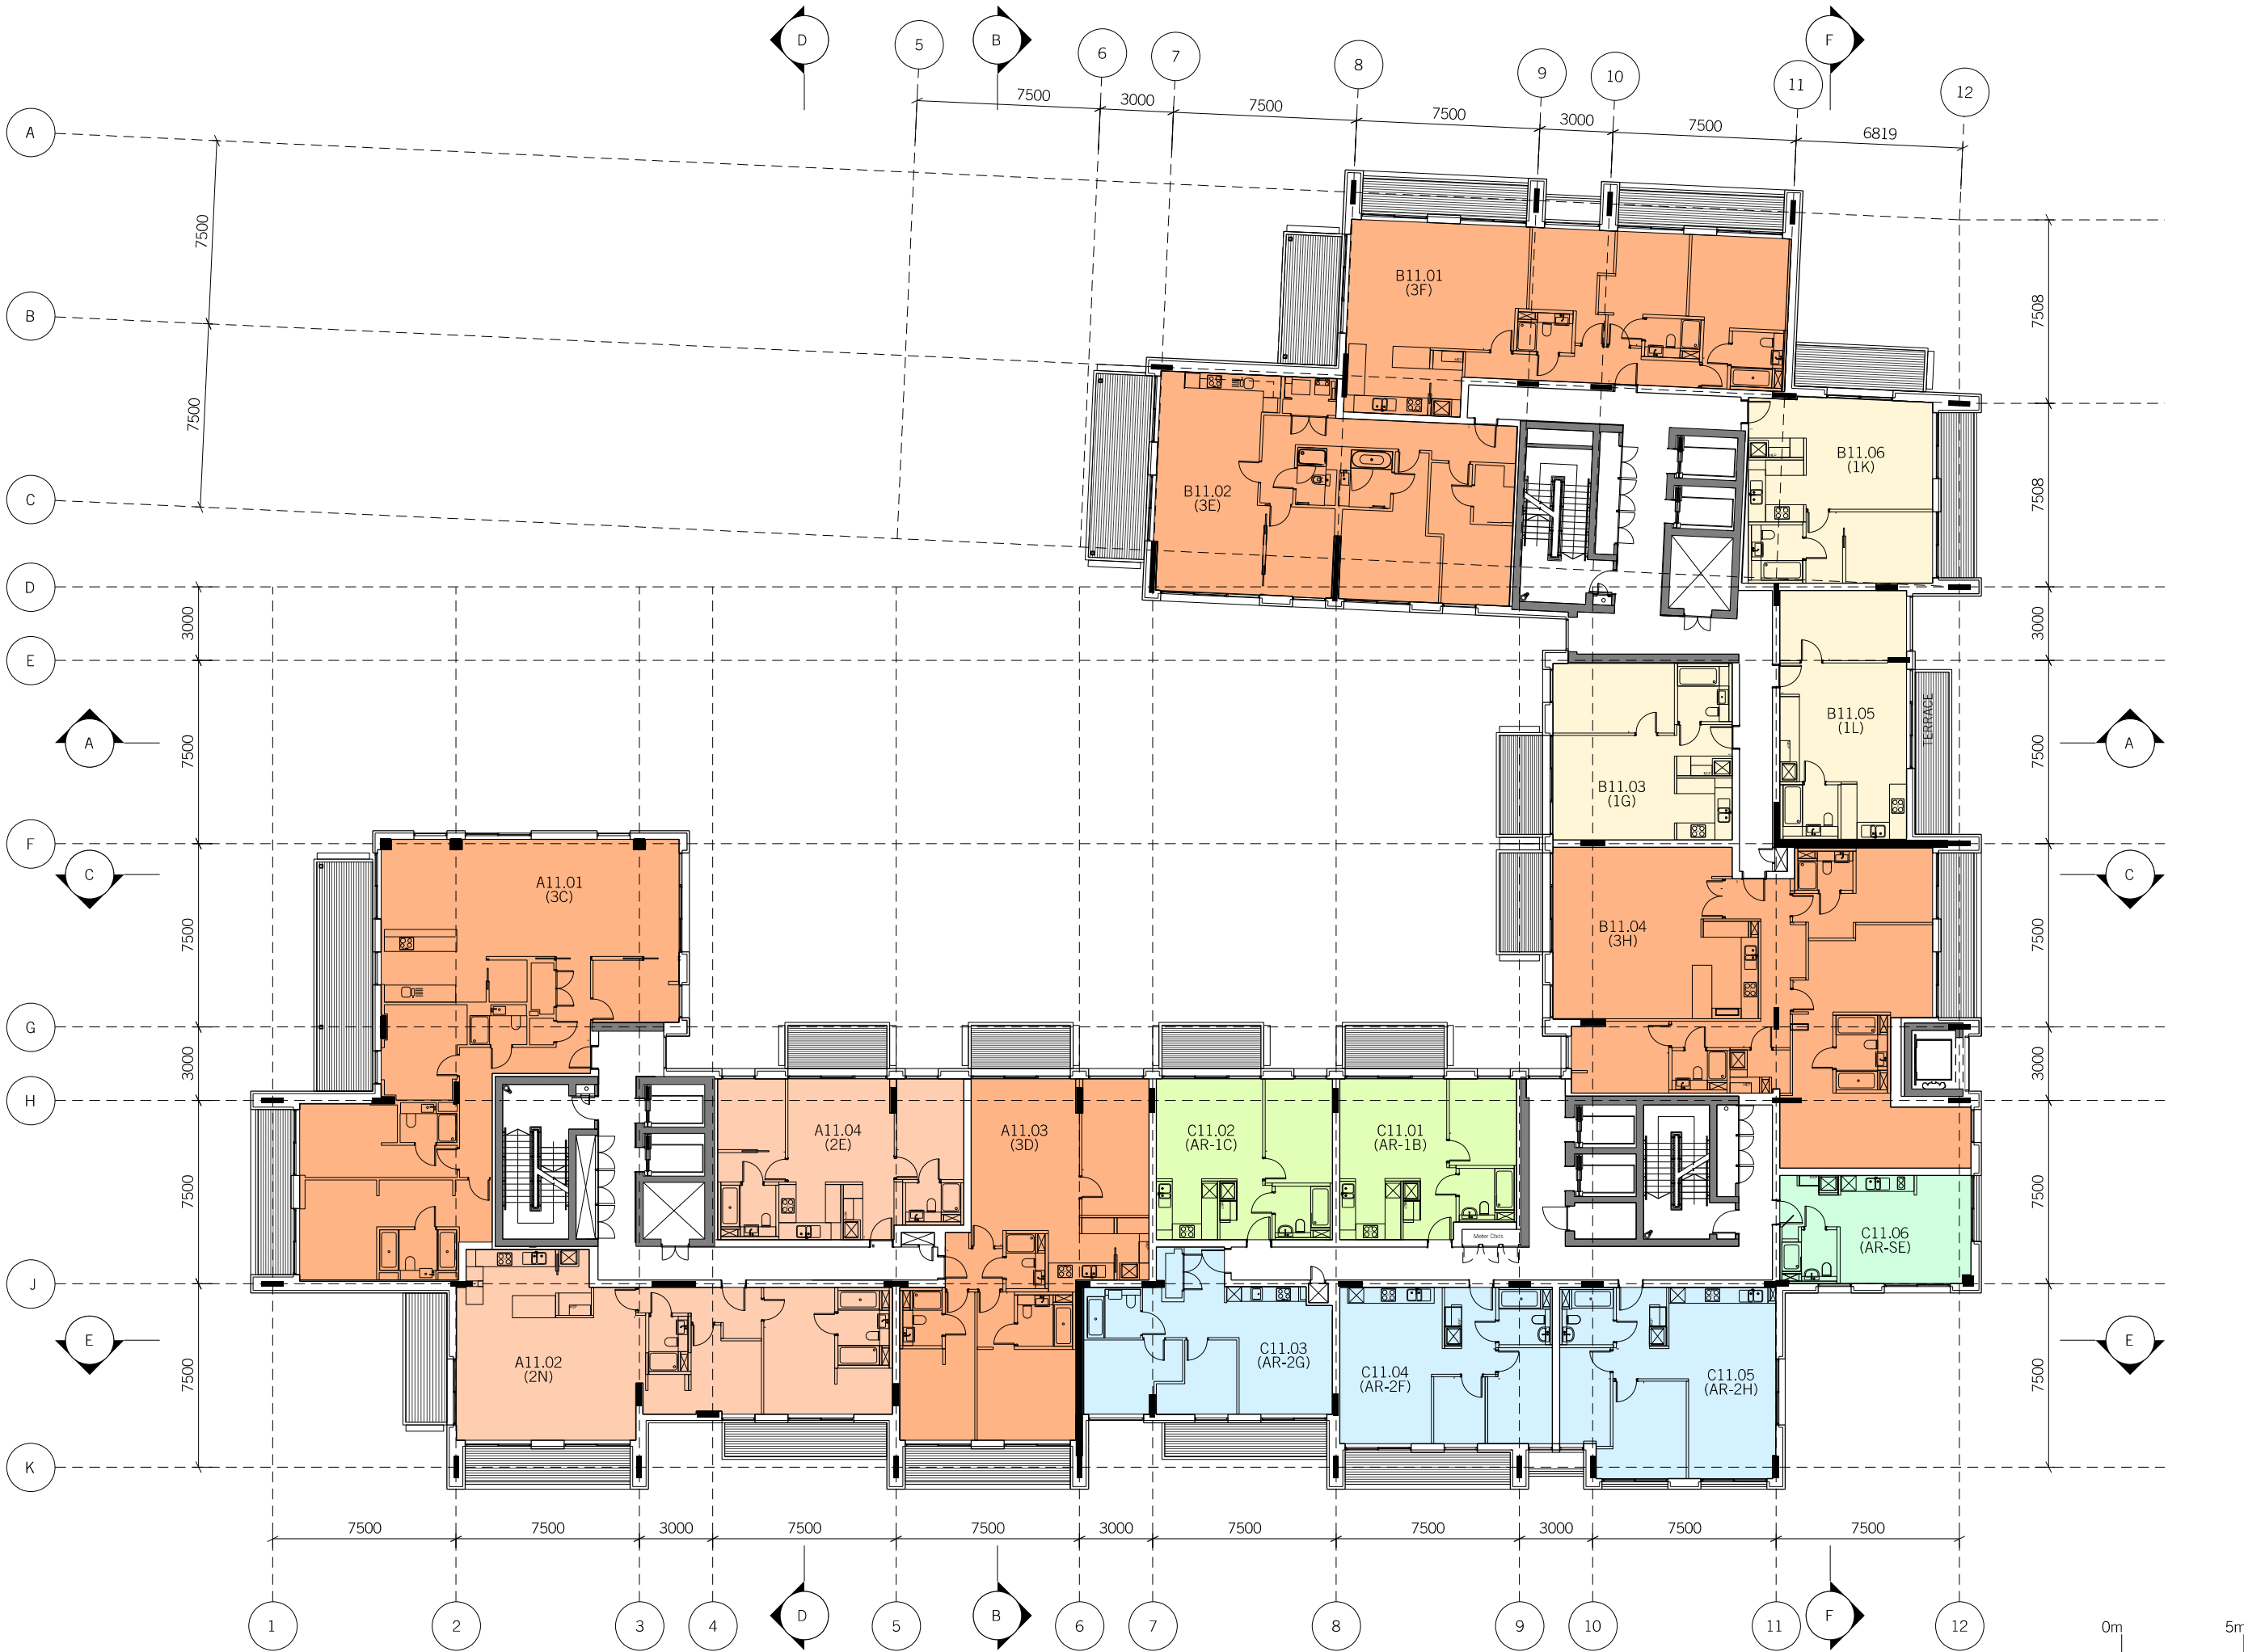 D
5
B
6
7
8
9
10
F
11
12
7500
3000
7500
7500
3000
7500
6819
A
B
C
D
E
A
F
C
G
H
J
E
K
7500
7500
3000
7500
7500
3000
7500
7500
7508
7508
3000
7500
7500
3000
7500
7500
A
C
E
B11.01
(3F)
B11.02
(3E)
B11.06
(1K)
B11.05
(1L)
TERRACE
B11.03
(1G)
B11.04
(3H)
A11.01
(3C)
A11.04
(2E)
A11.03
(3D)
C11.02
(AR-1C)
C11.01
(AR-1B)
Meter Cbds
C11.06
(AR-SE)
A11.02
(2N)
C11.03
(AR-2G)
C11.04
(AR-2F)
C11.05
(AR-2H)
7500
7500
3000
7500
7500
3000
7500
7500
3000
7500
7500
1
2
3
4
D
5
B
6
7
8
9
10
11
F
12
0m
5m